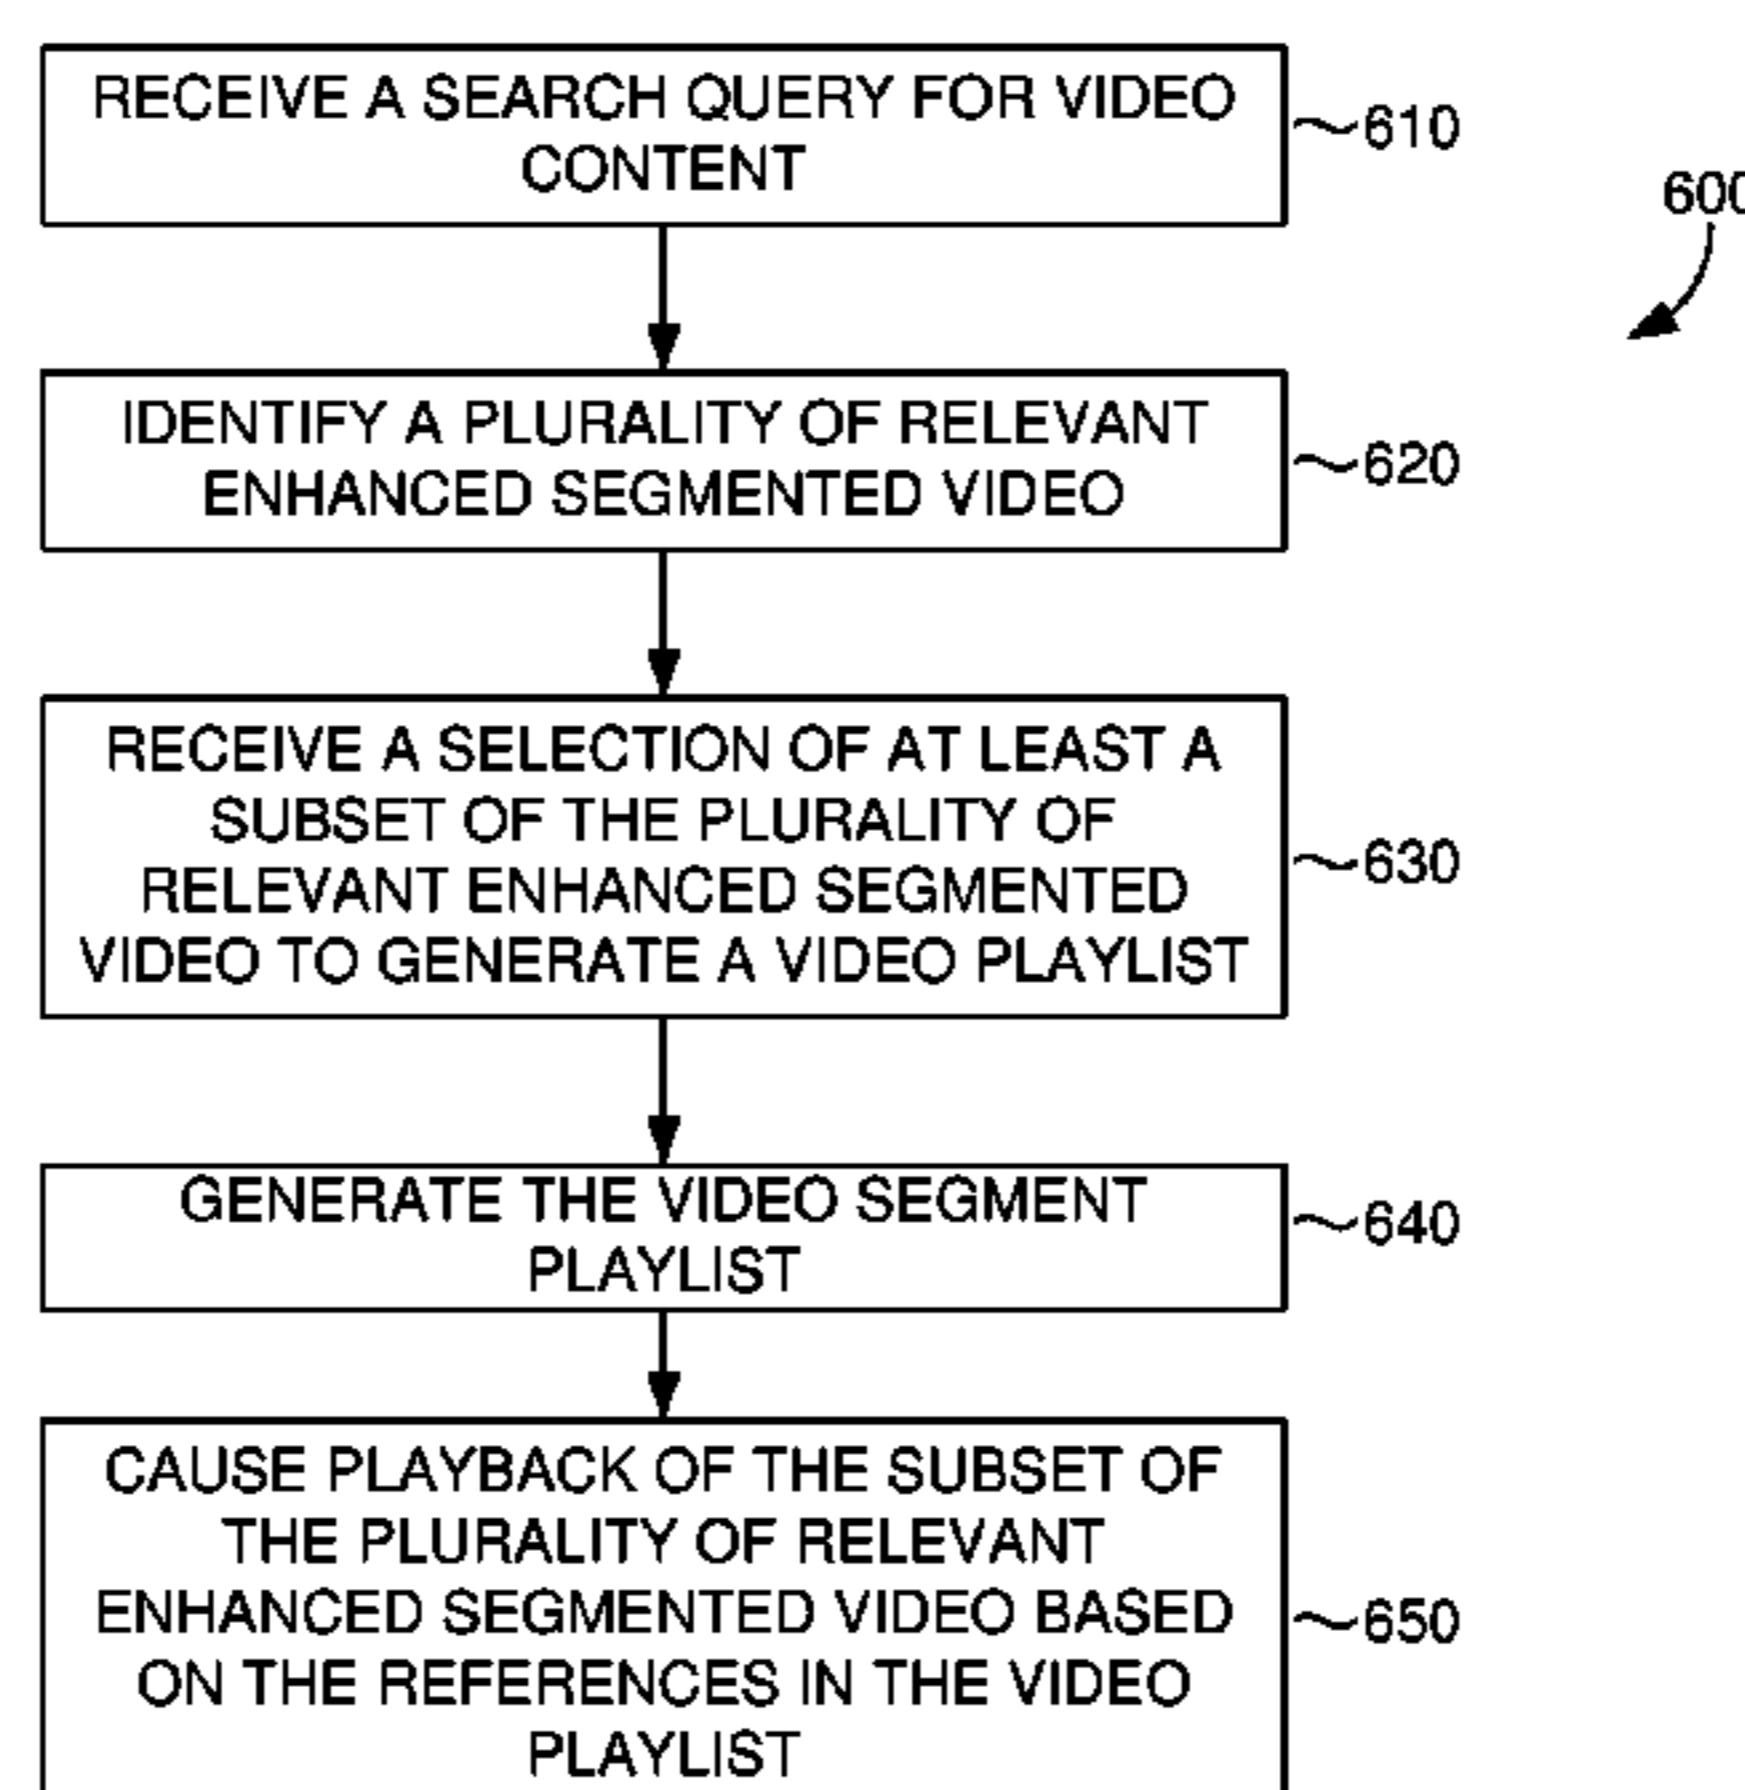 RECEIVE A SEARCH QUERY FOR VIDEO
CONTENT
610
600
IDENTIFY A PLURALITY OF RELEVANT
ENHANCED SEGMENTED VIDEO
620
RECEIVE A SELECTION OF AT LEAST A
SUBSET OF THE PLURALITY OF
RELEVANT ENHANCED SEGMENTED
VIDEO TO GENERATE A VIDEO PLAYLIST
630
GENERATE THE VIDEO SEGMENT
PLAYLIST
640
CAUSE PLAYBACK OF THE SUBSET OF
THE PLURALITY OF RELEVANT
ENHANCED SEGMENTED VIDEO BASED
ON THE REFERENCES IN THE VIDEO
PLAYLIST
650